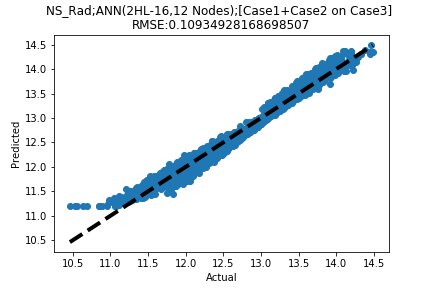 NS_Rad;ANN(2HL-16,12 Nodes);[Case1+Case2 on Case3]
RMSE:0.10934928168698507
14.5
14.0
13.5
13.0
12.5
12.0
11.5
11.0
10.5
Predicted
10.5 11.0 11.5 12.0 12.5 13.0 13.5 14.0 14.5
Actual